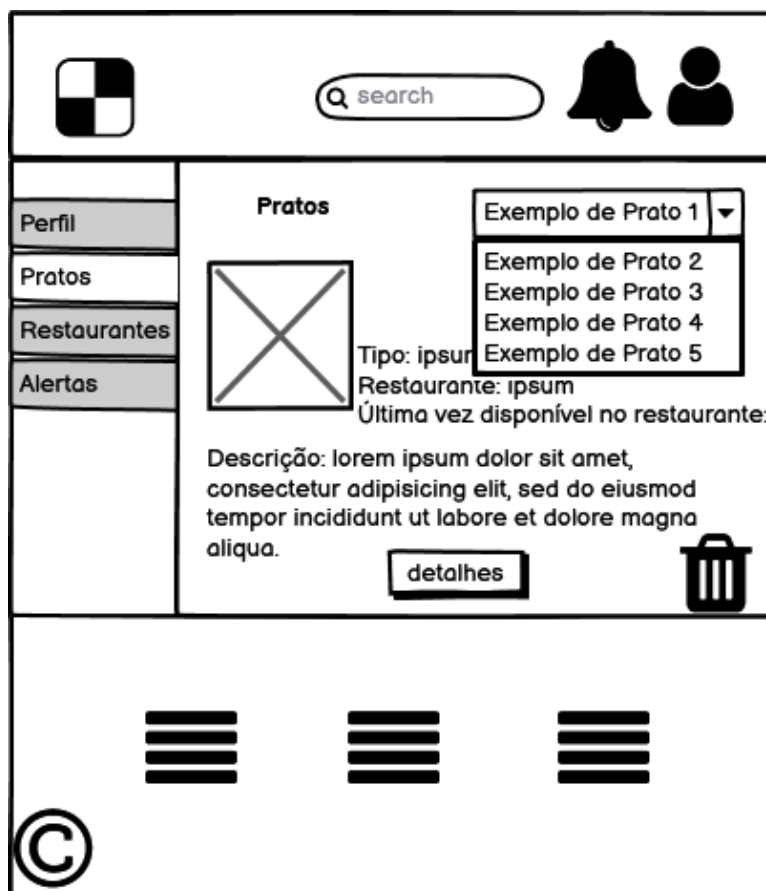 search
Perfil
Pratos
Restaurantes
Alertas
Pratos
Exemplo de Prato 1
Exemplo de Prato 2
Exemplo de Prato 3
Exemplo de Prato 4
Exemplo de Prato 5
Tipo:
Restaurante: ipsum
Última vez disponível no restaurante:
Descrição: lorem ipsum dolor sit amet,
consectetur adipisicing elit, sed do eiusmod
tempor incididunt ut labore et dolore magna
aliqua.
detalhes
©